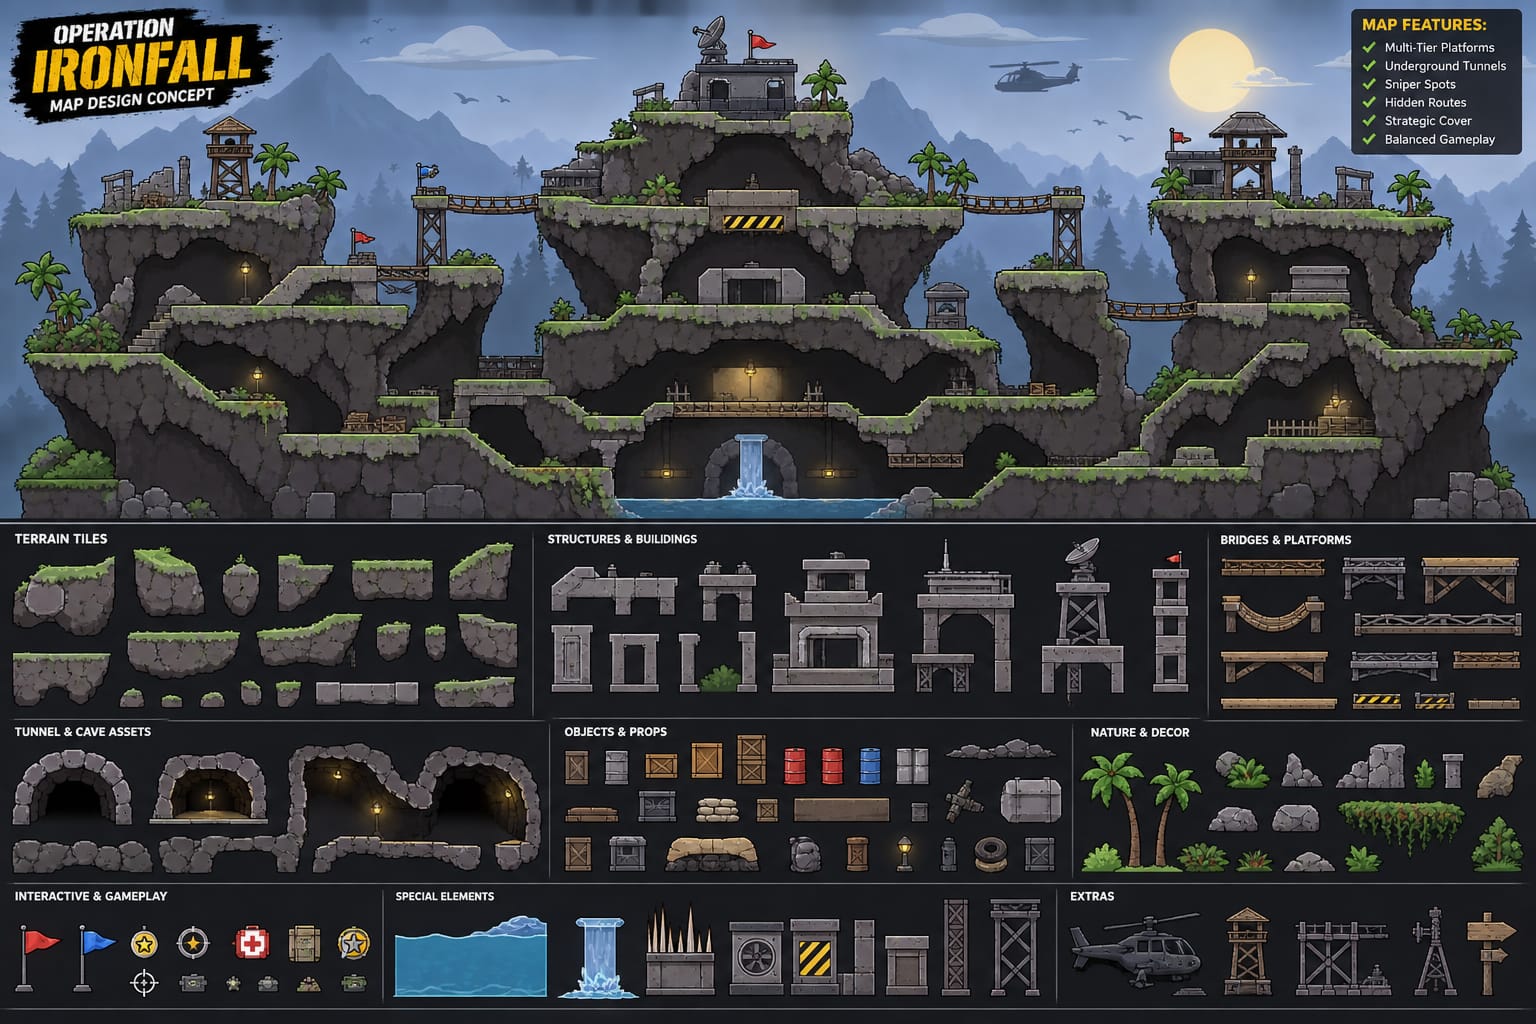 OPERATION
IRONFALL
MAP DESIGN CONCEPT
MAP FEATURES:
Multi-Tier Platforms
Underground Tunnels
Sniper Spots
Hidden Routes
Strategic Cover
Balanced Gameplay
TERRAIN TILES
STRUCTURES & BUILDINGS
BRIDGES & PLATFORMS
TUNNEL & CAVE ASSETS
OBJECTS & PROPS
NATURE & DECOR
INTERACTIVE & GAMEPLAY
SPECIAL ELEMENTS
EXTRAS